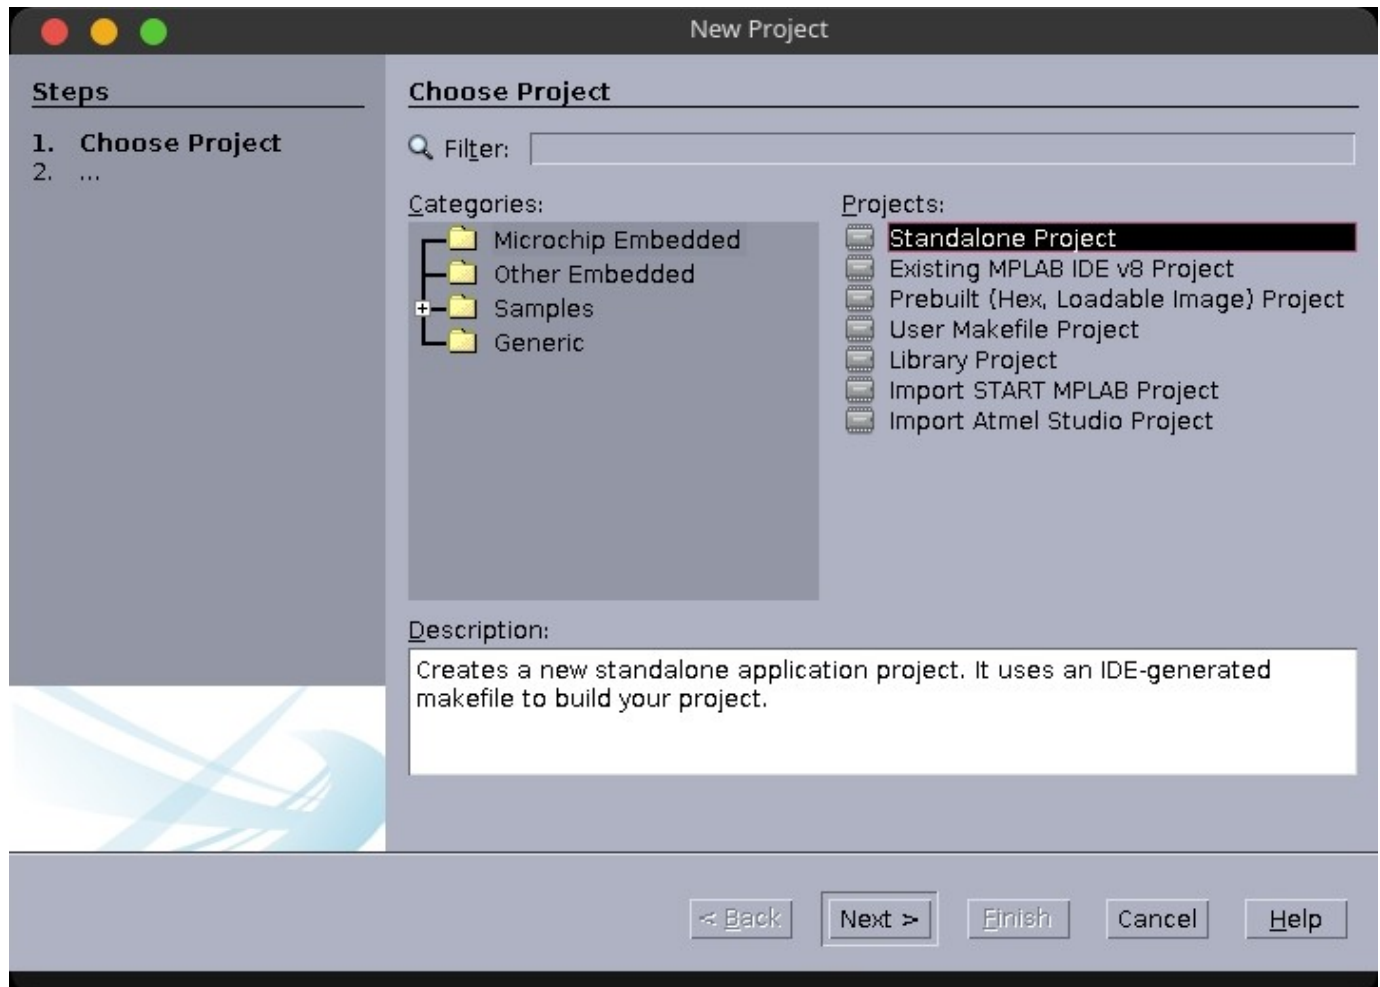 New Project
Steps
1. Choose Project
2. ...
Choose Project
Filter:
Categories:
Microchip Embedded
Other Embedded
Samples
Generic
Projects:
Standalone Project
Existing MPLAB IDE v8 Project
Prebuilt (Hex, Loadable Image) Project
User Makefile Project
Library Project
Import START MPLAB Project
Import Atmel Studio Project
Description:
Creates a new standalone application project. It uses an IDE-generated
makefile to build your project.
< Back
Next >
Finish
Cancel
Help